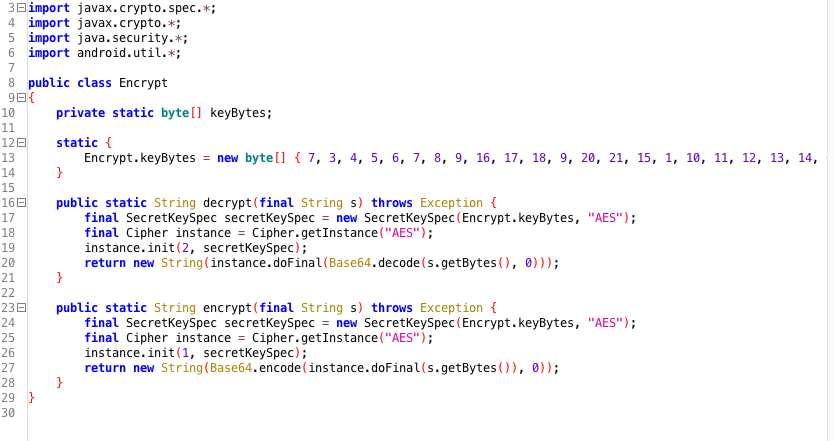 3 import javax.crypto.spec.*;
4 import javax.crypto.*;
5 import java.security.*;
6 import android.util.*;
7
8 public class Encrypt
9 {
10     private static byte[] keyBytes;
11
12     static {
13         Encrypt.keyBytes = new byte[] { 7, 3, 4, 5, 6, 7, 8, 9, 16, 17, 18, 9, 20, 21, 15, 1, 10, 11, 12, 13, 14,
14     }
15
16     public static String decrypt(final String s) throws Exception {
17         final SecretKeySpec secretKeySpec = new SecretKeySpec(Encrypt.keyBytes, "AES");
18         final Cipher instance = Cipher.getInstance("AES");
19         instance.init(2, secretKeySpec);
20         return new String(instance.doFinal(Base64.decode(s.getBytes(), 0)));
21     }
22
23     public static String encrypt(final String s) throws Exception {
24         final SecretKeySpec secretKeySpec = new SecretKeySpec(Encrypt.keyBytes, "AES");
25         final Cipher instance = Cipher.getInstance("AES");
26         instance.init(1, secretKeySpec);
27         return new String(Base64.encode(instance.doFinal(s.getBytes()), 0));
28     }
29 }
30